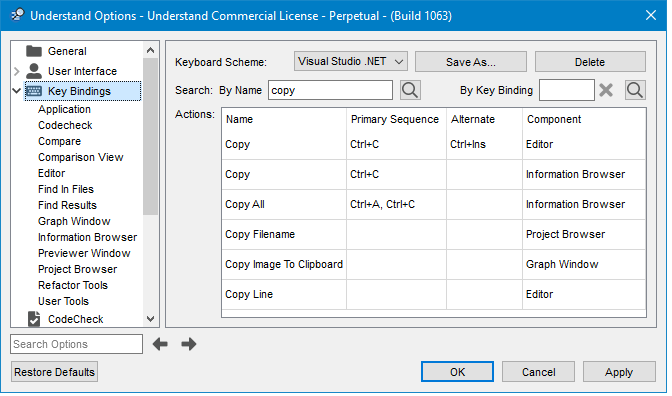 Understand Options - Understand Commercial License - Perpetual - (Build 1063)
General
User Interface
Key Bindings
Application
Codecheck
Compare
Comparison View
Editor
Find In Files
Find Results
Graph Window
Information Browser
Previewer Window
Project Browser
Refactor Tools
User Tools
CodeCheck
Search Options
Keyboard Scheme: Visual Studio .NET Save As... Delete
Search: By Name copy By Key Binding
Actions:
Name Primary Sequence Alternate Component
Copy Ctrl+C Ctrl+Ins Editor
Copy Ctrl+C Information Browser
Copy All Ctrl+A, Ctrl+C Information Browser
Copy Filename Project Browser
Copy Image To Clipboard Graph Window
Copy Line Editor
Restore Defaults OK Cancel Apply